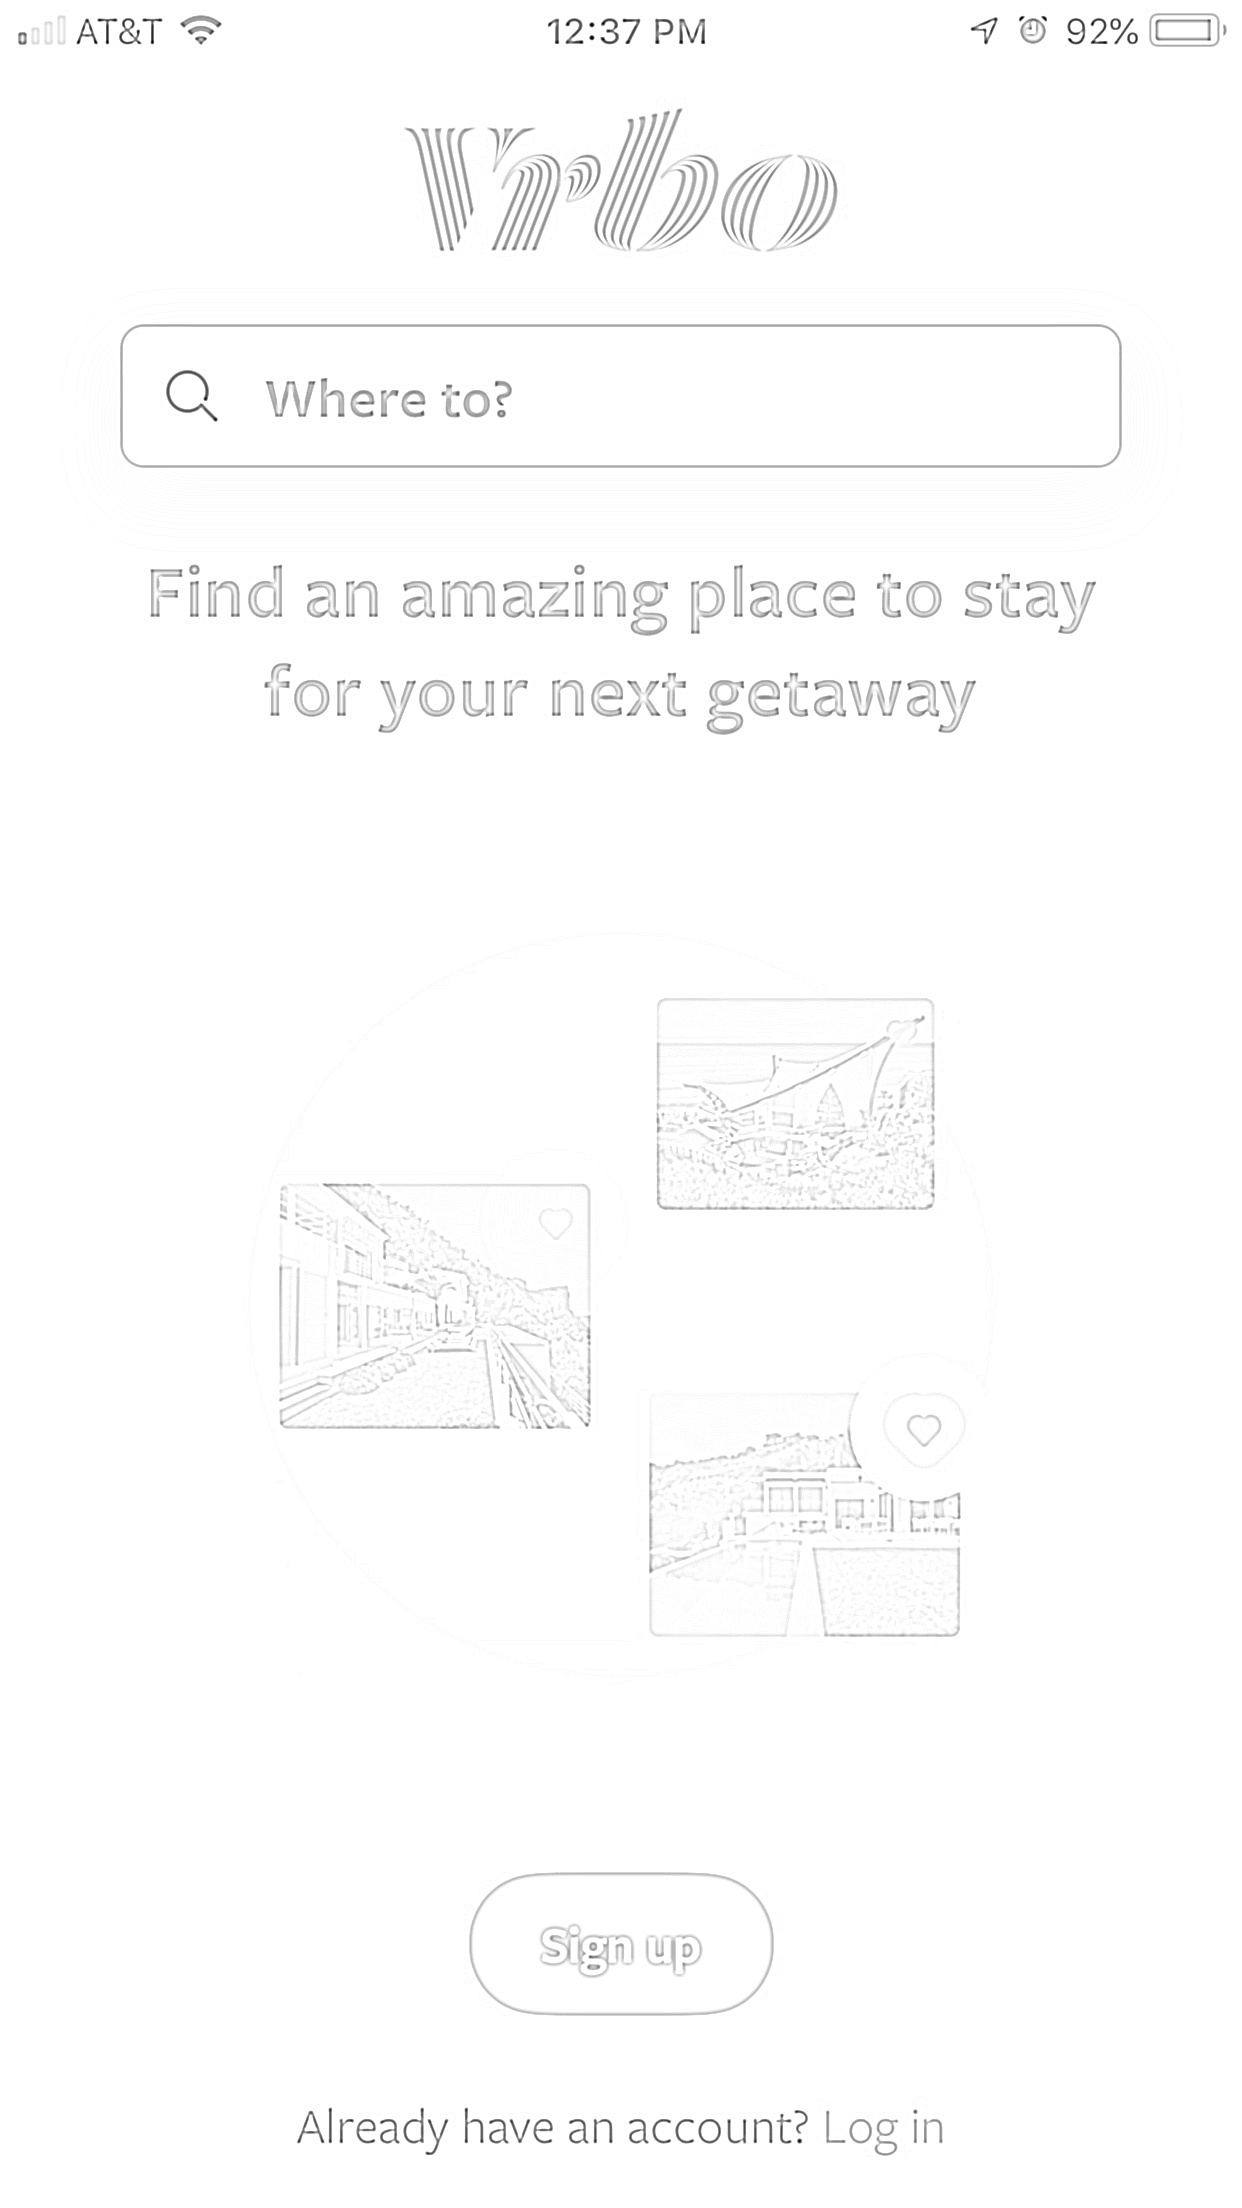 AT&T 12:37 PM 92%
Vrbo
Where to?
Find an amazing place to stay
for your next getaway
Sign up
Already have an account? Log in